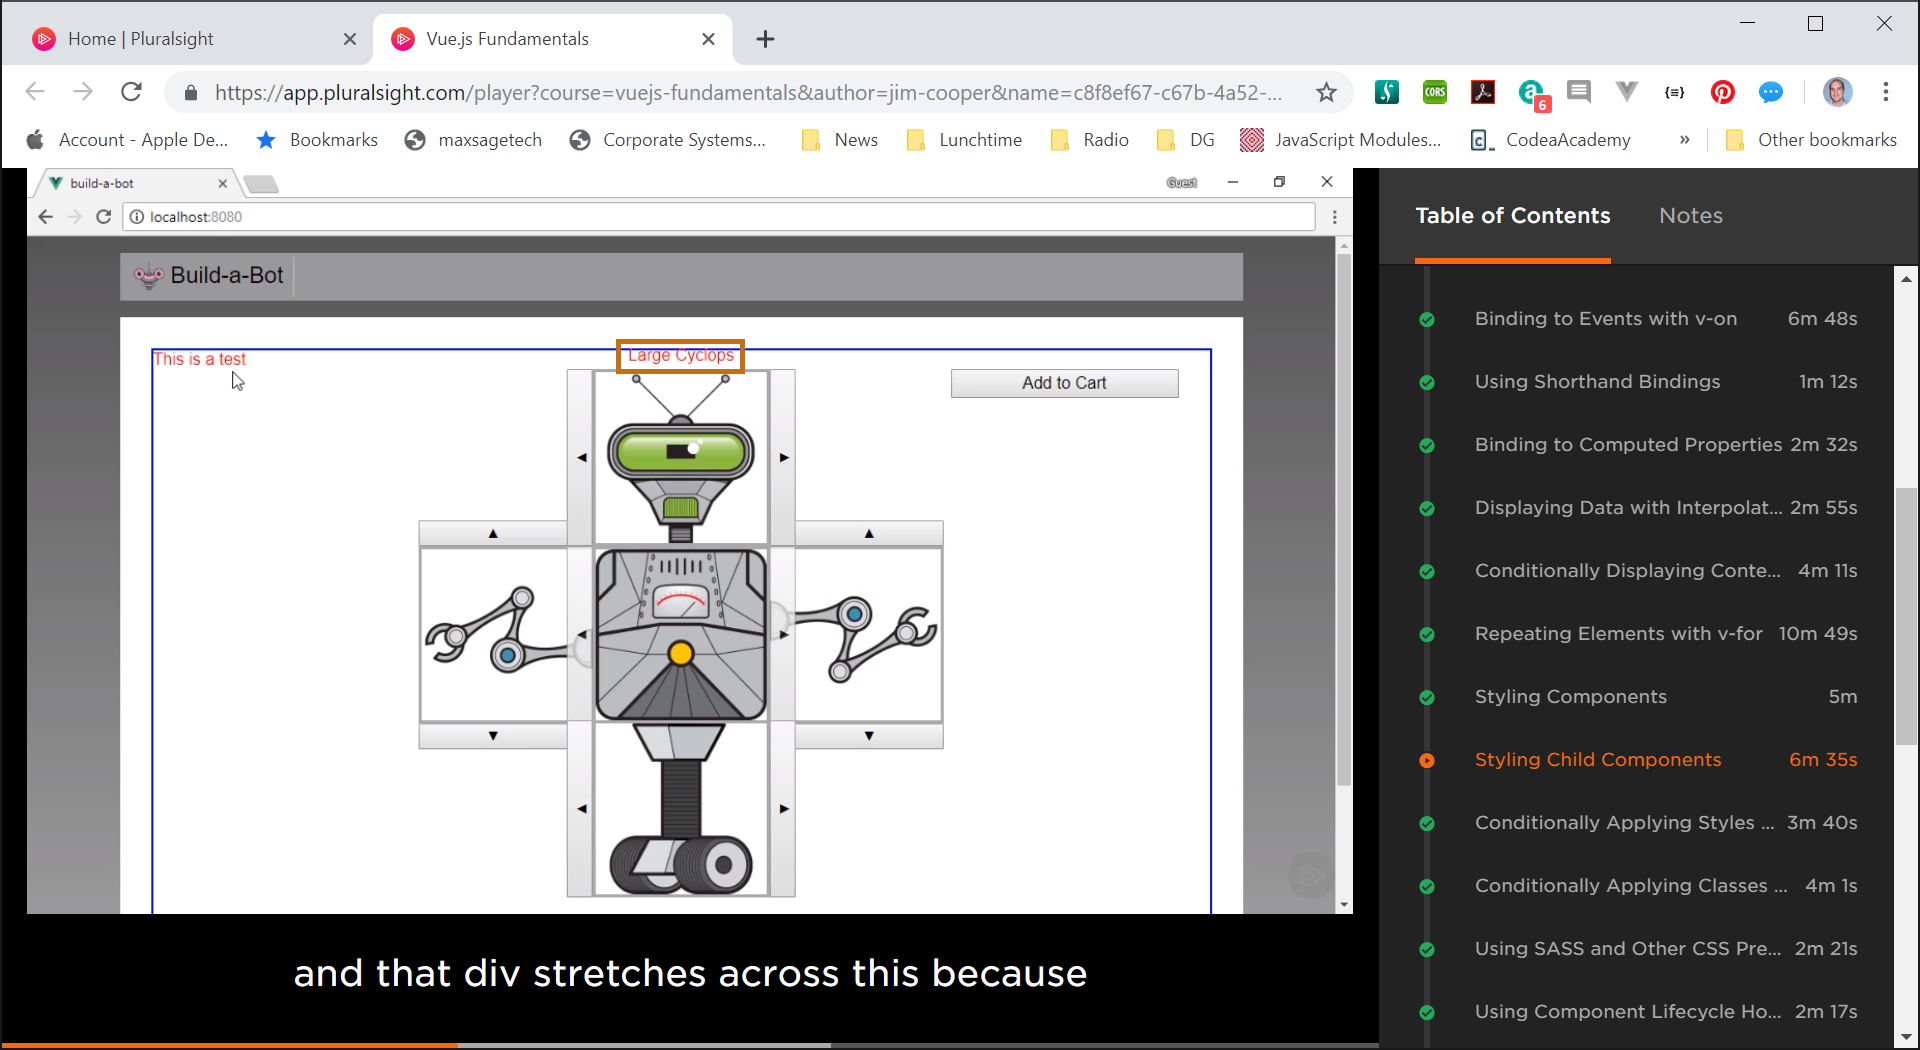 Home | Pluralsight
Vue.js Fundamentals
https://app.pluralsight.com/player?course=vuejs-fundamentals&author=jim-cooper&name=c8f8ef67-c67b-4a52-...
CORS
a
6
{≡}
Account - Apple De...
Bookmarks
maxsagetech
Corporate Systems...
News
Lunchtime
Radio
DG
JavaScript Modules...
c_
CodeaAcademy
»
Other bookmarks
build-a-bot
Guest
localhost:8080
Build-a-Bot
This is a test
Large Cyclops
Add to Cart
and that div stretches across this because
Table of Contents
Notes
Binding to Events with v-on 6m 48s
Using Shorthand Bindings 1m 12s
Binding to Computed Properties 2m 32s
Displaying Data with Interpolat... 2m 55s
Conditionally Displaying Conte... 4m 11s
Repeating Elements with v-for 10m 49s
Styling Components 5m
Styling Child Components 6m 35s
Conditionally Applying Styles ... 3m 40s
Conditionally Applying Classes ... 4m 1s
Using SASS and Other CSS Pre... 2m 21s
Using Component Lifecycle Ho... 2m 17s